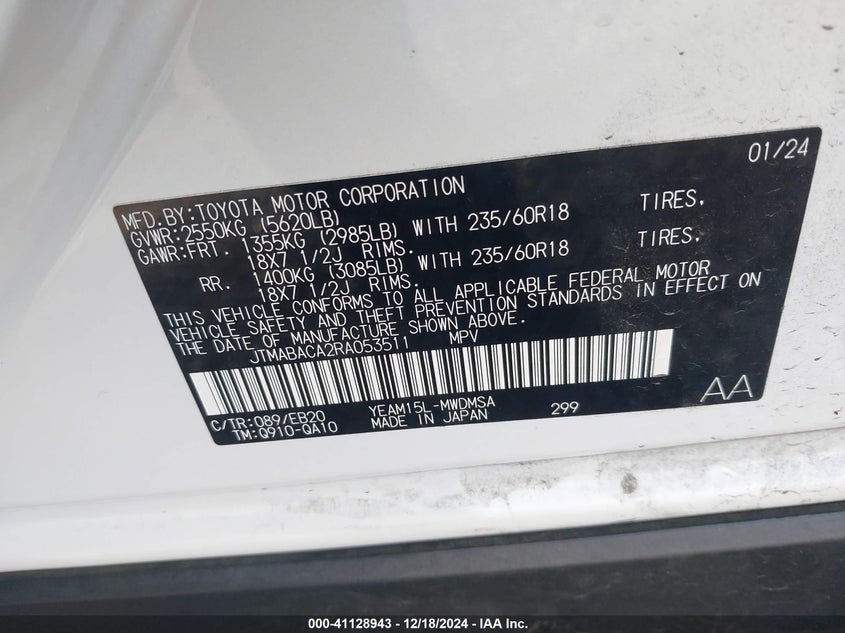 01/24
MFD.BY:TOYOTA MOTOR CORPORATION
GVWR:2550KG (5620LB)
GAWR:FRT. 1355KG (2985LB) WITH 235/60R18 TIRES,
18X7 1/2J RIMS.
RR. 1400KG (3085LB) WITH 235/60R18 TIRES,
18X7 1/2J RIMS.
THIS VEHICLE CONFORMS TO ALL APPLICABLE FEDERAL MOTOR
VEHICLE SAFETY AND THEFT PREVENTION STANDARDS IN EFFECT ON
THE DATE OF MANUFACTURE SHOWN ABOVE.
JTMABACA2RA053511 MPV
C/TR:089/EB20 YEAM15L-MWDMSA 299 AA
TM:Q910-QA10 MADE IN JAPAN
000-41128943 / 12/18/2024 - IAA Inc.